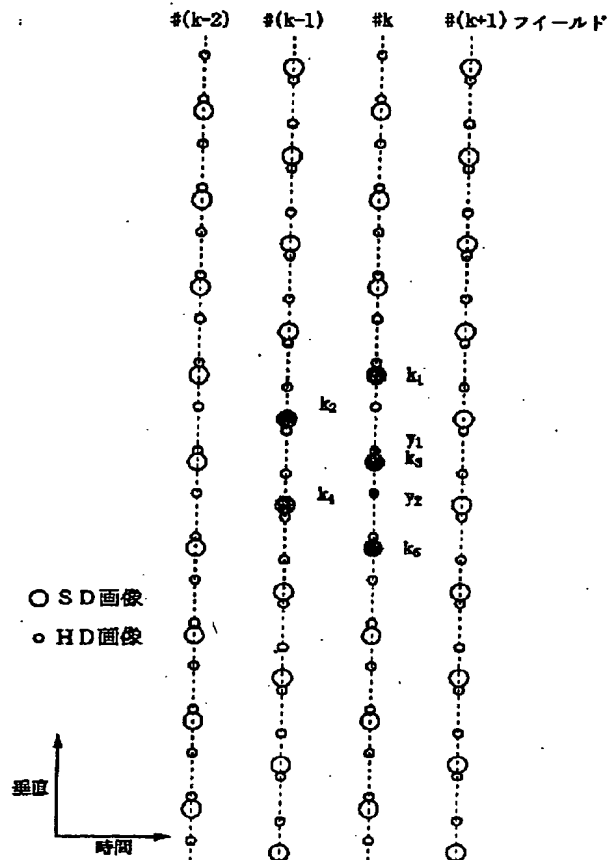 #(k-2) #(k-1) #k #(k+1) フイールド
k₁
k₂
y₁
k₃
k₄
y₂
k₅
○ SD画像
○ HD画像
垂直
時間